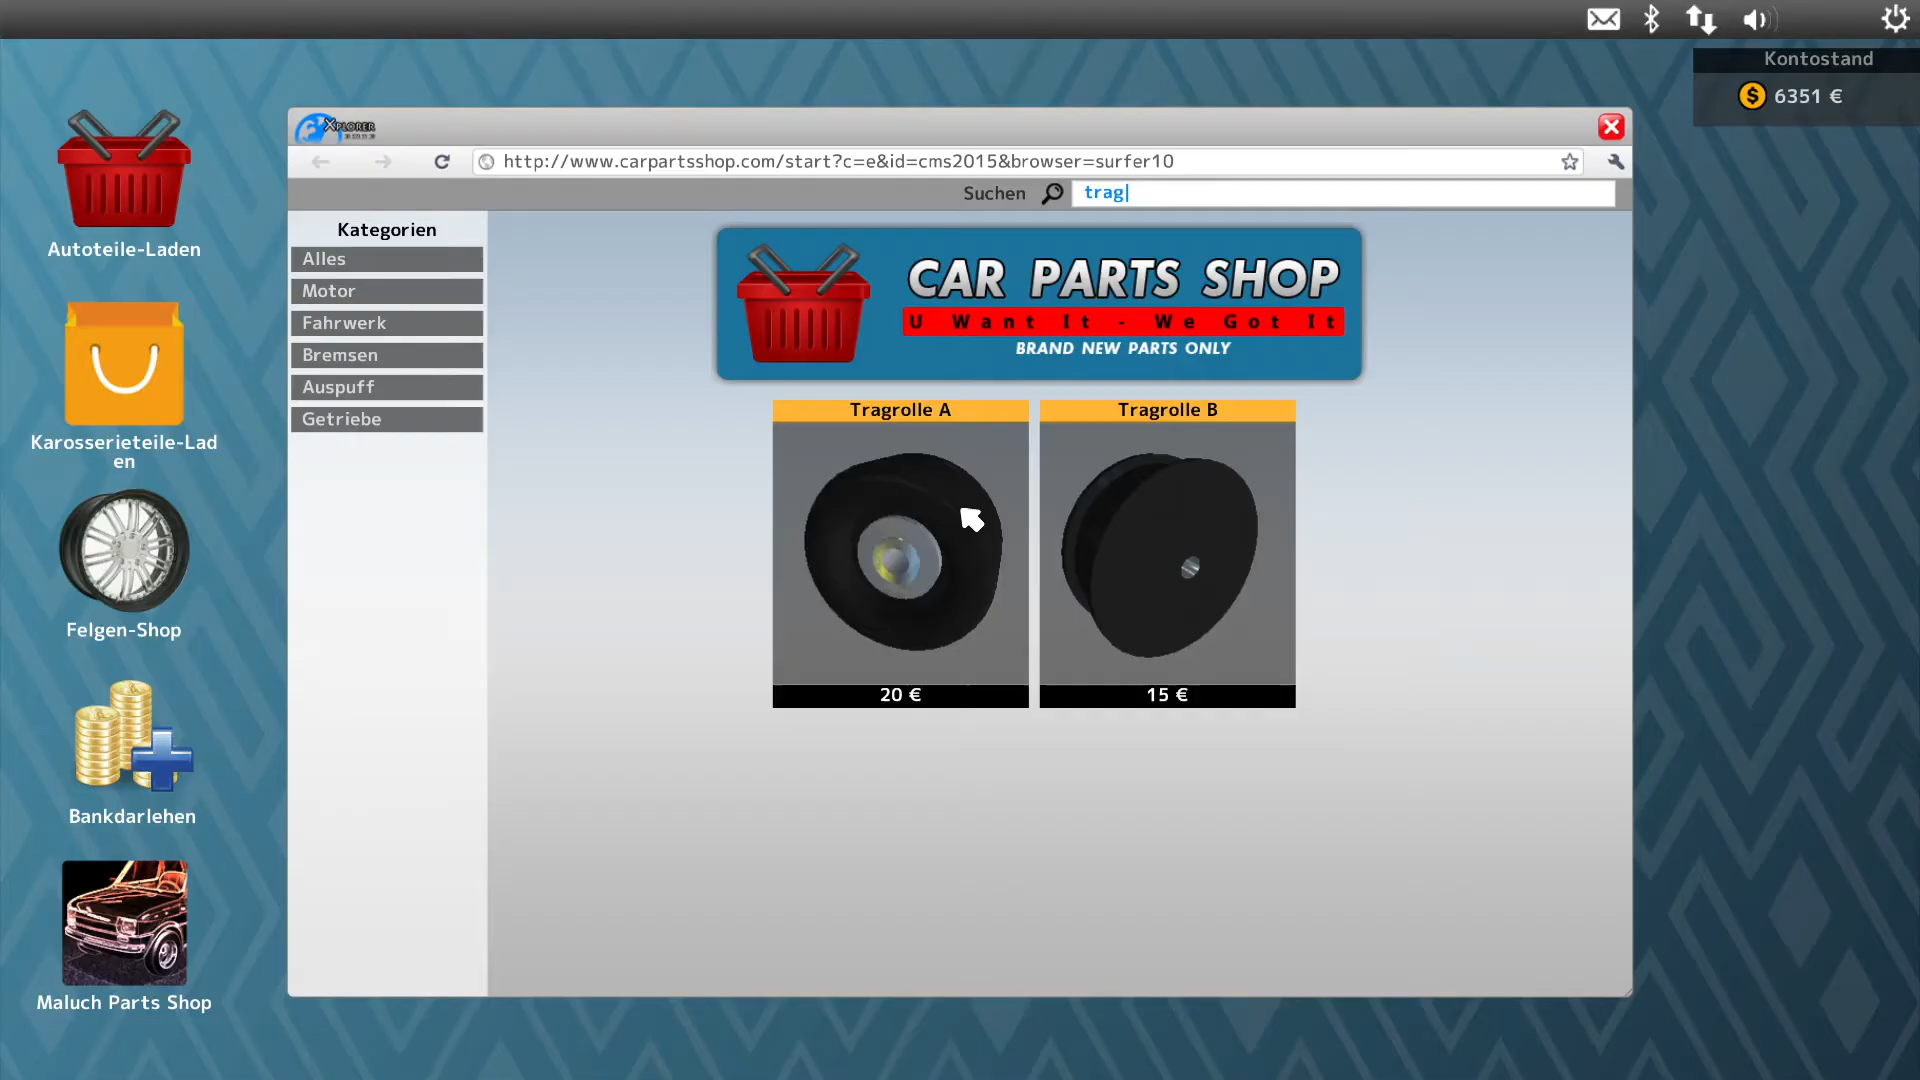 Kontostand
6351 €
Autoteile-Laden
Karosserieteile-Lad
en
Felgen-Shop
Bankdarlehen
Maluch Parts Shop
XPLORER
http://www.carpartsshop.com/start?c=e&id=cms2015&browser=surfer10
Suchen
trag
Kategorien
Alles
Motor
Fahrwerk
Bremsen
Auspuff
Getriebe
CAR PARTS SHOP
U Want It - We Got It
BRAND NEW PARTS ONLY
Tragrolle A
20 €
Tragrolle B
15 €